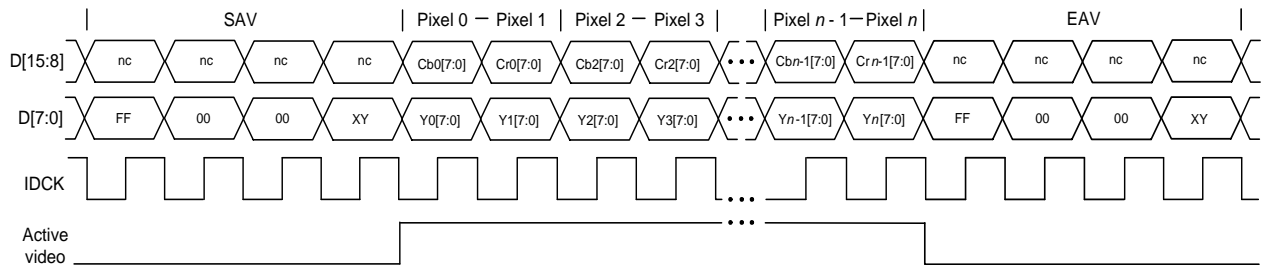 SAV Pixel 0 — Pixel 1 Pixel 2 — Pixel 3 Pixel n - 1—Pixel n EAV
D[15:8] nc nc nc nc Cb0[7:0] Cr0[7:0] Cb2[7:0] Cr2[7:0] ••• Cbn-1[7:0] Crn-1[7:0] nc nc nc nc
D[7:0] FF 00 00 XY Y0[7:0] Y1[7:0] Y2[7:0] Y3[7:0] ••• Yn-1[7:0] Yn[7:0] FF 00 00 XY
IDCK •••
Active •••
video